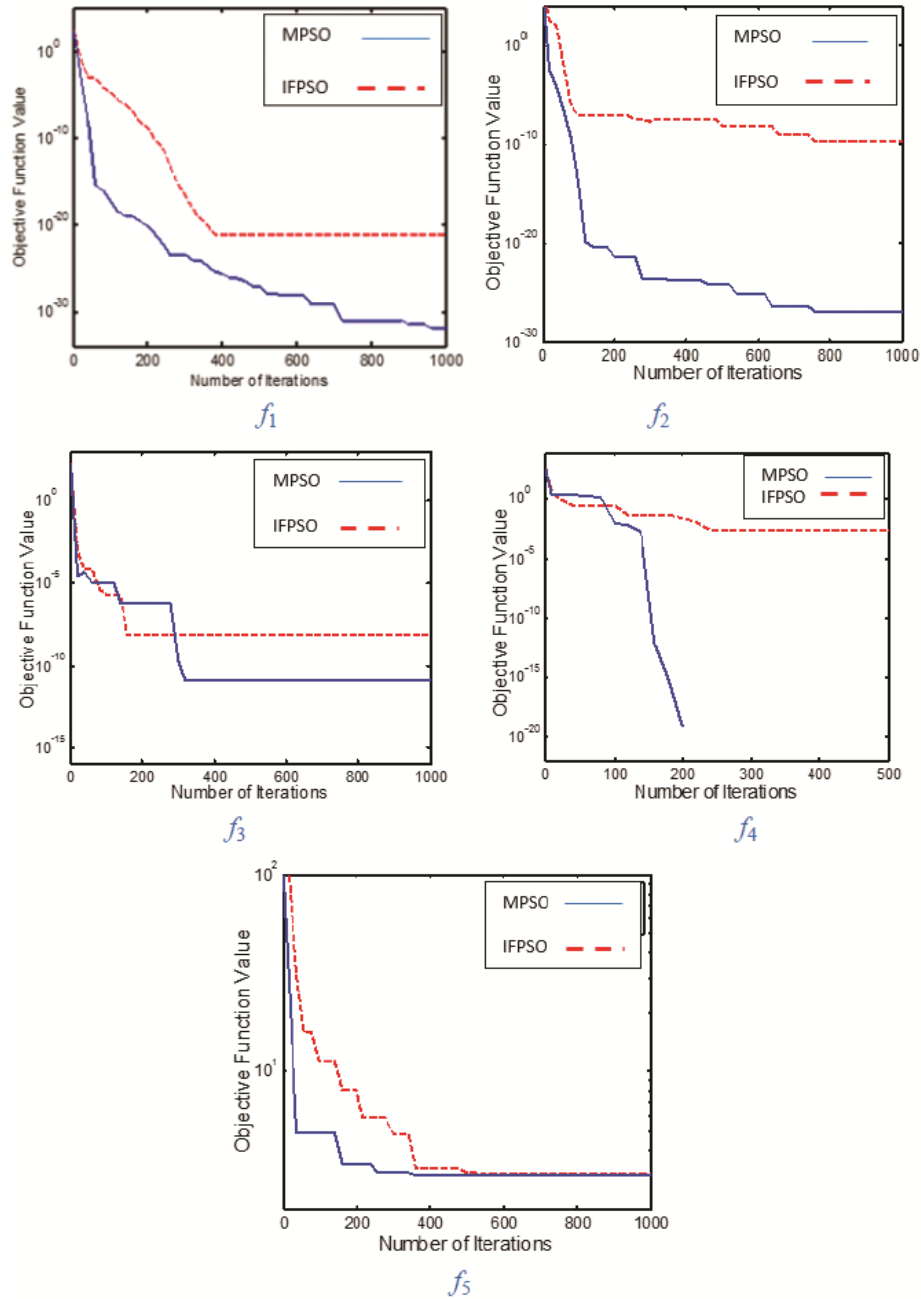 MPSO
IFPSO
Objective Function Value
10^0
10^-10
10^-20
10^-30
0 200 400 600 800 1000
Number of Iterations
f1
MPSO
IFPSO
Objective Function Value
10^0
10^-10
10^-20
10^-30
0 200 400 600 800 1000
Number of Iterations
f2
MPSO
IFPSO
Objective Function Value
10^0
10^-5
10^-10
10^-15
0 200 400 600 800 1000
Number of Iterations
f3
MPSO
IFPSO
Objective Function Value
10^0
10^-5
10^-10
10^-15
10^-20
0 100 200 300 400 500
Number of Iterations
f4
MPSO
IFPSO
Objective Function Value
10^2
10^1
0 200 400 600 800 1000
Number of Iterations
f5